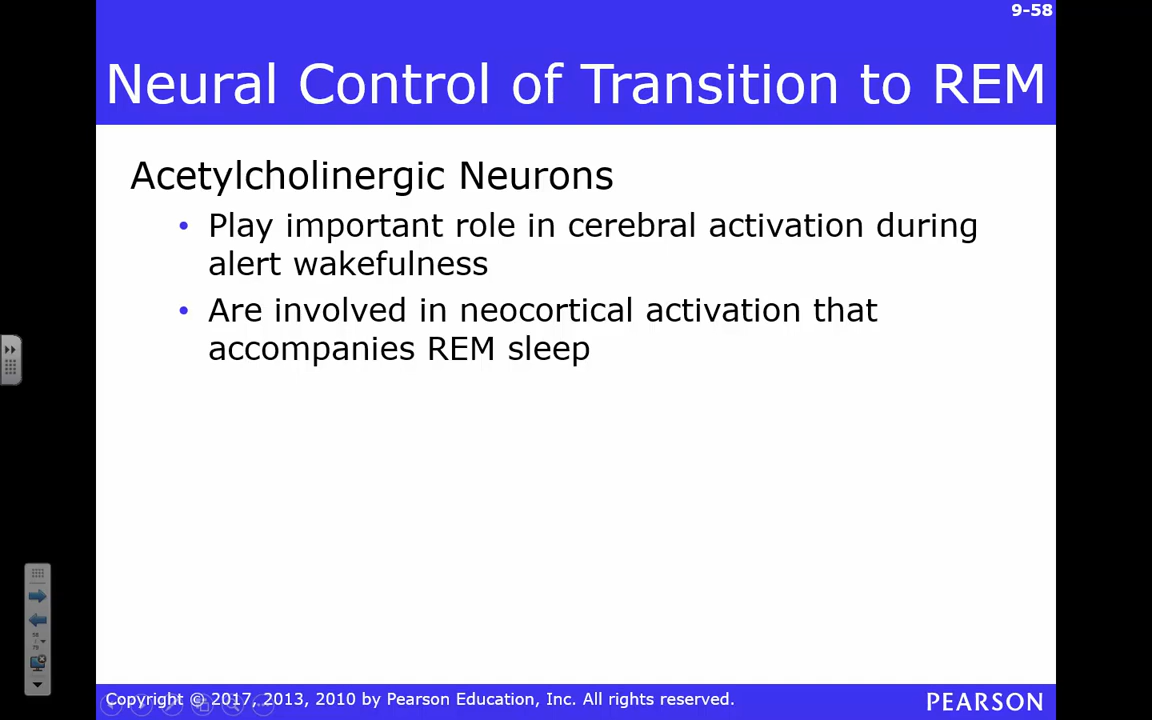 9-58
Neural Control of Transition to REM
Acetylcholinergic Neurons
• Play important role in cerebral activation during
alert wakefulness
• Are involved in neocortical activation that
accompanies REM sleep
58
79
Copyright © 2017, 2013, 2010 by Pearson Education, Inc. All rights reserved.
PEARSON